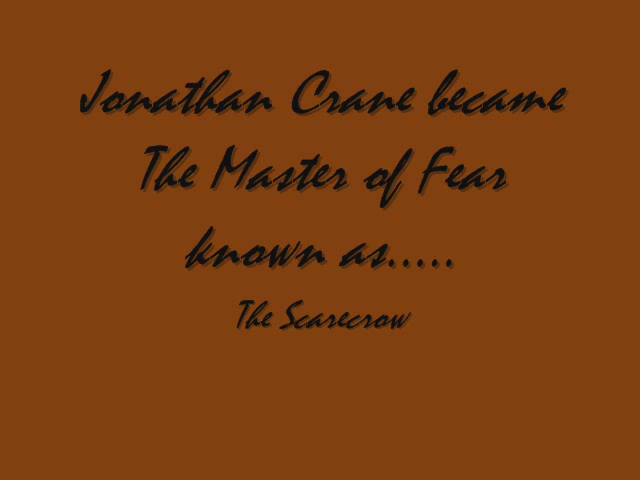 Jonathan Crane became
The Master of Fear
known as.....
The Scarecrow